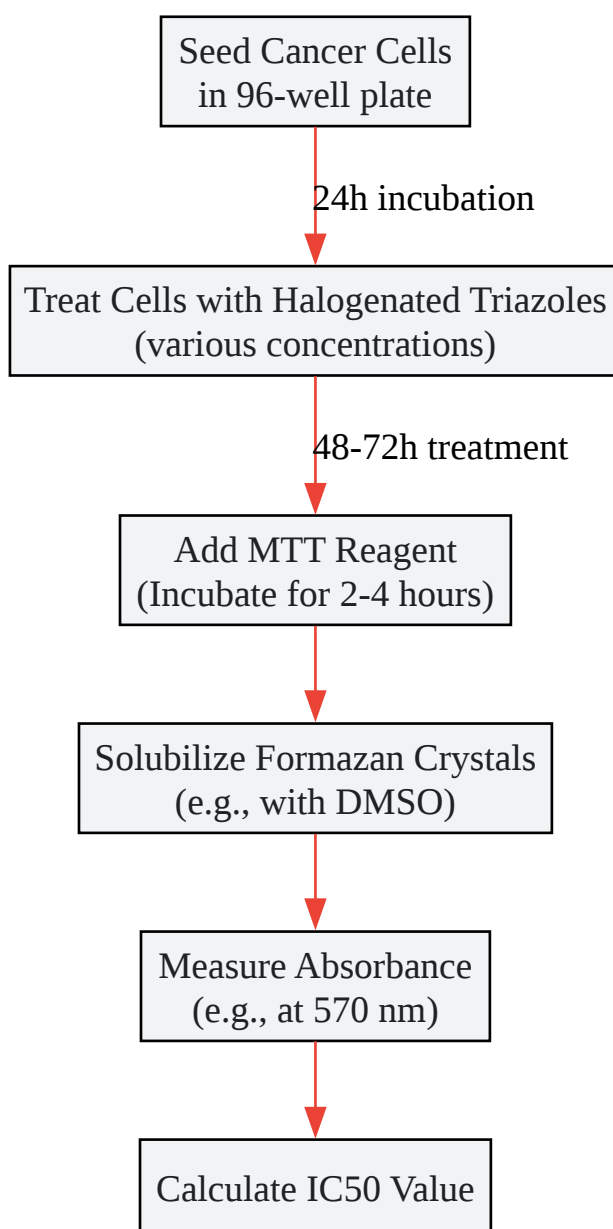 Seed Cancer Cells
in 96-well plate
24h incubation
Treat Cells with Halogenated Triazoles
(various concentrations)
48-72h treatment
Add MTT Reagent
(Incubate for 2-4 hours)
Solubilize Formazan Crystals
(e.g., with DMSO)
Measure Absorbance
(e.g., at 570 nm)
Calculate IC50 Value